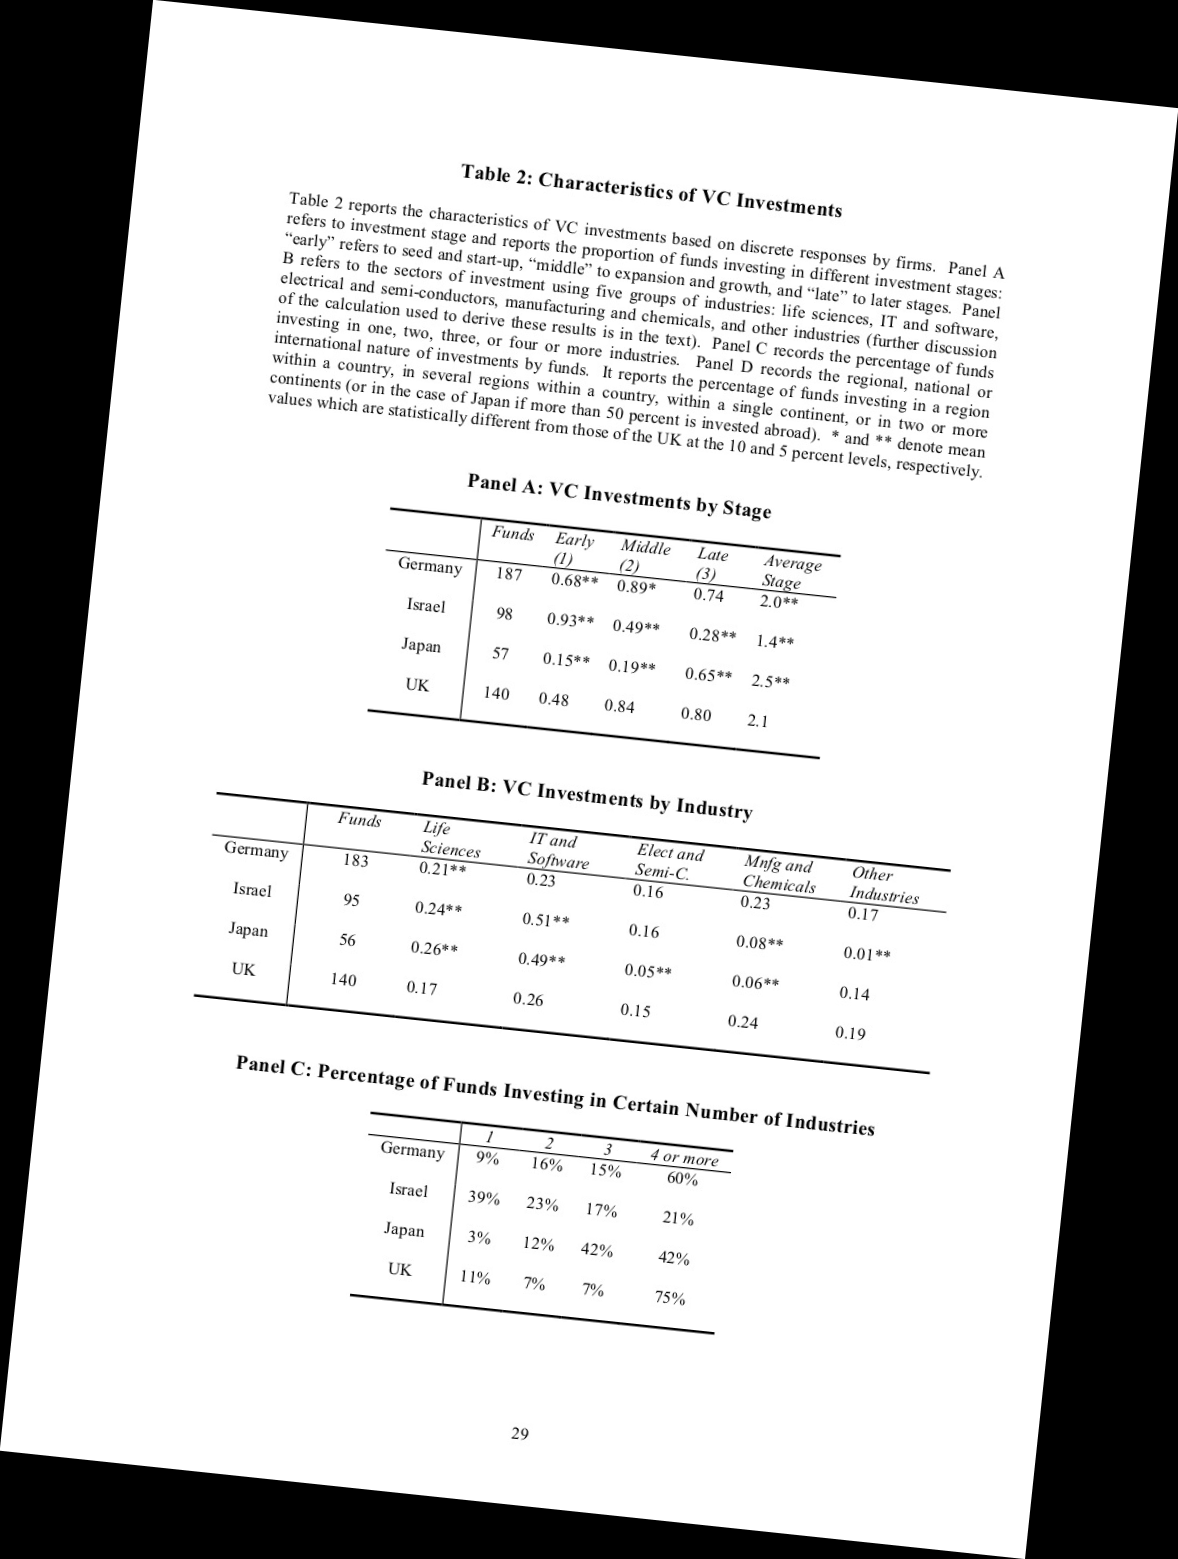 Table 2: Characteristics of VC Investments
Table 2 reports the characteristics of VC investments based on discrete responses by firms. Panel A
refers to investment stage and reports the proportion of funds investing in different investment stages:
“early” refers to seed and start-up, “middle” to expansion and growth, and “late” to later stages. Panel
B refers to the sectors of investment using five groups of industries: life sciences, IT and software,
electrical and semi-conductors, manufacturing and chemicals, and other industries (further discussion
of the calculation used to derive these results is in the text). Panel C records the percentage of funds
investing in one, two, three, or four or more industries. Panel D records the regional, national or
international nature of investments by funds. It reports the percentage of funds investing in a region
within a country, in several regions within a country, within a single continent, or in two or more
continents (or in the case of Japan if more than 50 percent is invested abroad). * and ** denote mean
values which are statistically different from those of the UK at the 10 and 5 percent levels, respectively.
Panel A: VC Investments by Stage
Funds Early (1) Middle (2) Late (3) Average Stage
Germany 187 0.68** 0.89* 0.74 2.0**
Israel 98 0.93** 0.49** 0.28** 1.4**
Japan 57 0.15** 0.19** 0.65** 2.5**
UK 140 0.48 0.84 0.80 2.1
Panel B: VC Investments by Industry
Funds Life Sciences IT and Software Elect and Semi-C. Mnfg and Chemicals Other Industries
Germany 183 0.21** 0.23 0.16 0.23 0.17
Israel 95 0.24** 0.51** 0.16 0.08** 0.01**
Japan 56 0.26** 0.49** 0.05** 0.06** 0.14
UK 140 0.17 0.26 0.15 0.24 0.19
Panel C: Percentage of Funds Investing in Certain Number of Industries
1 2 3 4 or more
Germany 9% 16% 15% 60%
Israel 39% 23% 17% 21%
Japan 3% 12% 42% 42%
UK 11% 7% 7% 75%
29